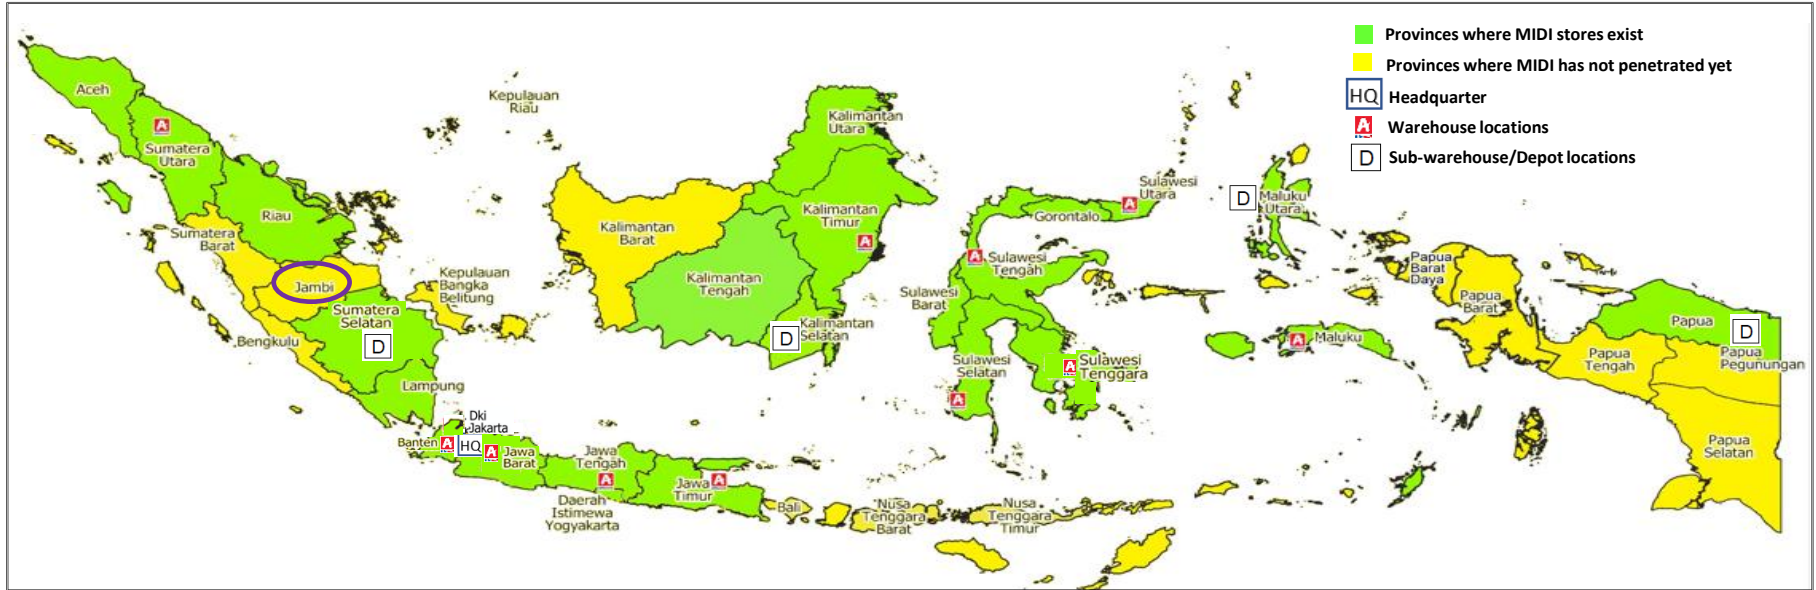 Provinces where MIDI stores exist
Provinces where MIDI has not penetrated yet
HQ Headquarter
A Warehouse locations
D Sub-warehouse/Depot locations
Aceh
A
Sumatera
Utara
Riau
Kepulauan
Riau
Sumatera
Barat
Jambi
Kepulauan
Bangka
Belitung
Sumatera
Selatan
D
Bengkulu
Lampung
Dki
Jakarta
Banten
A
HQ
A
Jawa
Barat
Jawa
Tengah
A
Daerah
Istimewa
Yogyakarta
Jawa
Timur
A
Bali
Nusa
Tenggara
Barat
Nusa
Tenggara
Timur
Kalimantan
Utara
Kalimantan
Timur
A
Kalimantan
Barat
Kalimantan
Tengah
D
Kalimantan
Selatan
Sulawesi
Utara
A
Gorontalo
A
Sulawesi
Tengah
Sulawesi
Barat
Sulawesi
Selatan
A
A
Sulawesi
Tenggara
D
Maluku
Utara
A
Maluku
Papua
Barat
Daya
Papua
Barat
Papua
D
Papua
Tengah
Papua
Pegunungan
Papua
Selatan